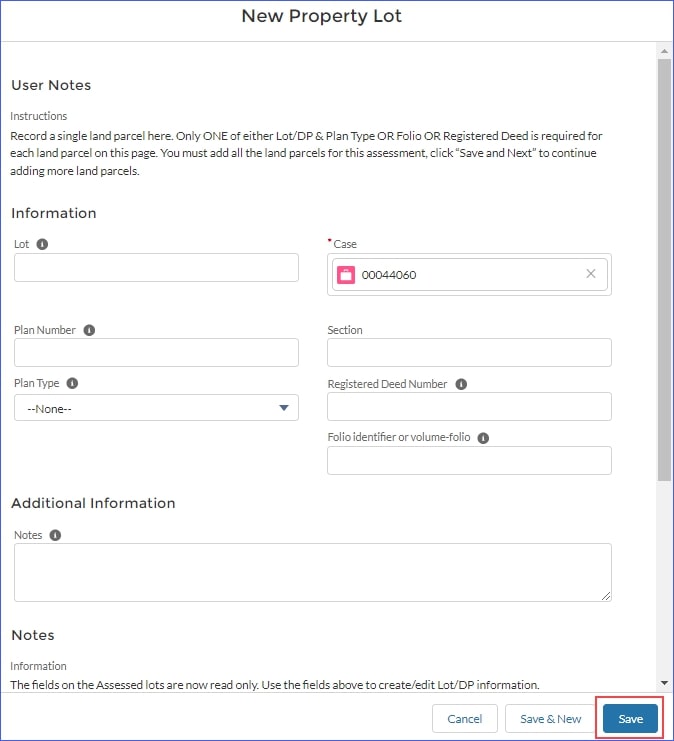 New Property Lot
User Notes
Instructions
Record a single land parcel here. Only ONE of either Lot/DP & Plan Type OR Folio OR Registered Deed is required for
each land parcel on this page. You must add all the land parcels for this assessment, click “Save and Next” to continue
adding more land parcels.
Information
Lot
* Case
00044060
Plan Number
Section
Plan Type
Registered Deed Number
--None--
Folio identifier or volume-folio
Additional Information
Notes
Notes
Information
The fields on the Assessed lots are now read only. Use the fields above to create/edit Lot/DP information.
Cancel
Save & New
Save